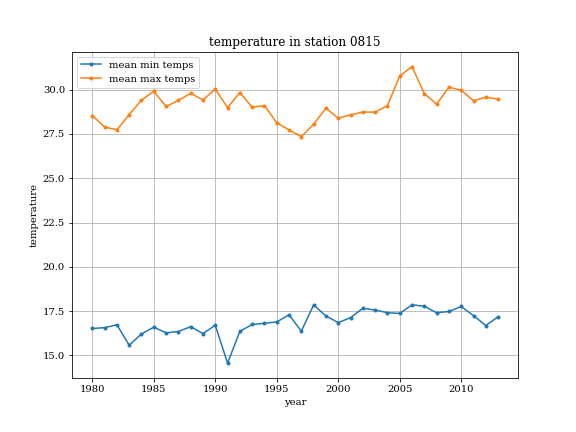 temperature in station 0815
mean min temps
mean max temps
30.0
27.5
25.0
22.5
20.0
17.5
15.0
temperature
1980 1985 1990 1995 2000 2005 2010
year